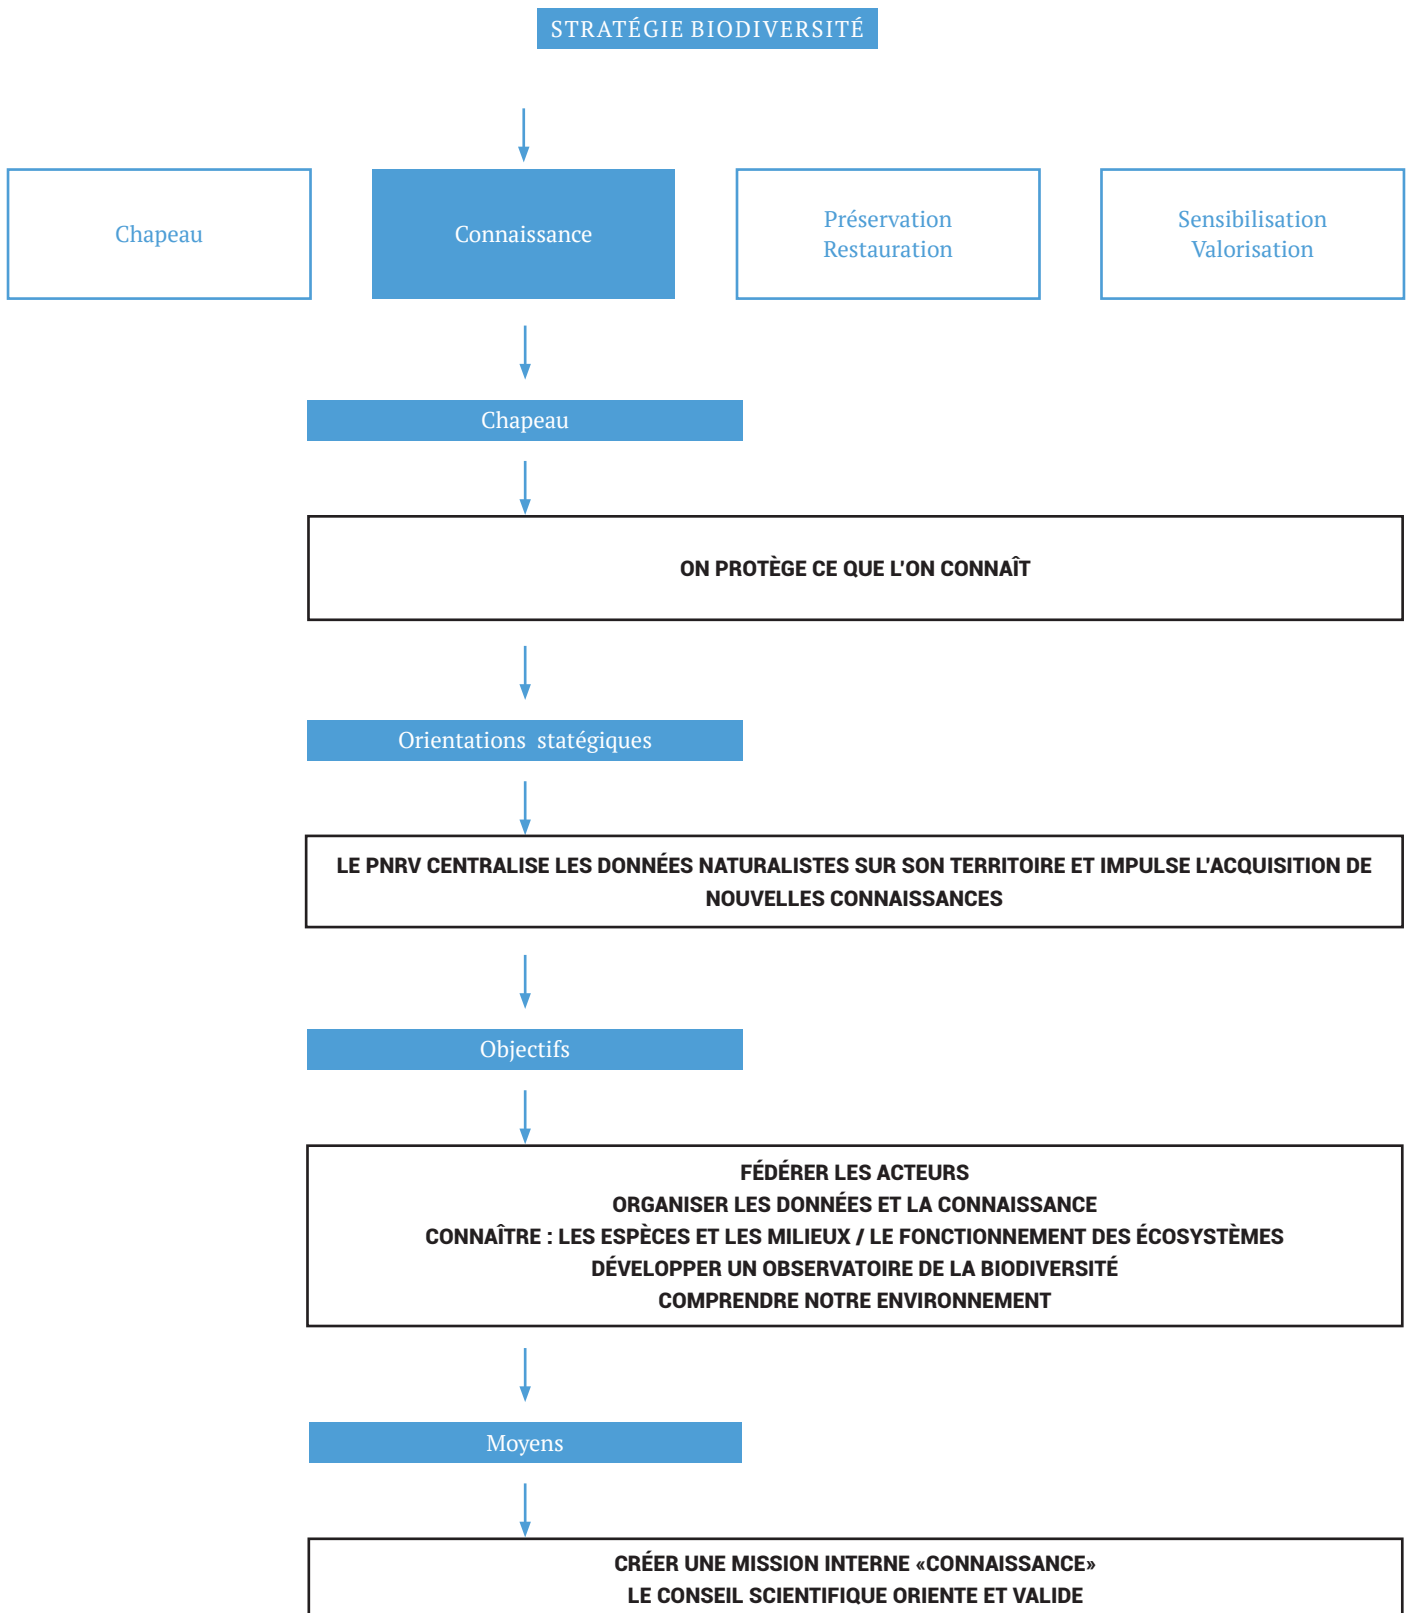 STRATÉGIE BIODIVERSITÉ
Chapeau
Connaissance
Préservation
Restauration
Sensibilisation
Valorisation
Chapeau
ON PROTÈGE CE QUE L'ON CONNAÎT
Orientations statégiques
LE PNRV CENTRALISE LES DONNÉES NATURALISTES SUR SON TERRITOIRE ET IMPULSE L'ACQUISITION DE
NOUVELLES CONNAISSANCES
Objectifs
FÉDÉRER LES ACTEURS
ORGANISER LES DONNÉES ET LA CONNAISSANCE
CONNAÎTRE : LES ESPÈCES ET LES MILIEUX / LE FONCTIONNEMENT DES ÉCOSYSTÈMES
DÉVELOPPER UN OBSERVATOIRE DE LA BIODIVERSITÉ
COMPRENDRE NOTRE ENVIRONNEMENT
Moyens
CRÉER UNE MISSION INTERNE «CONNAISSANCE»
LE CONSEIL SCIENTIFIQUE ORIENTE ET VALIDE